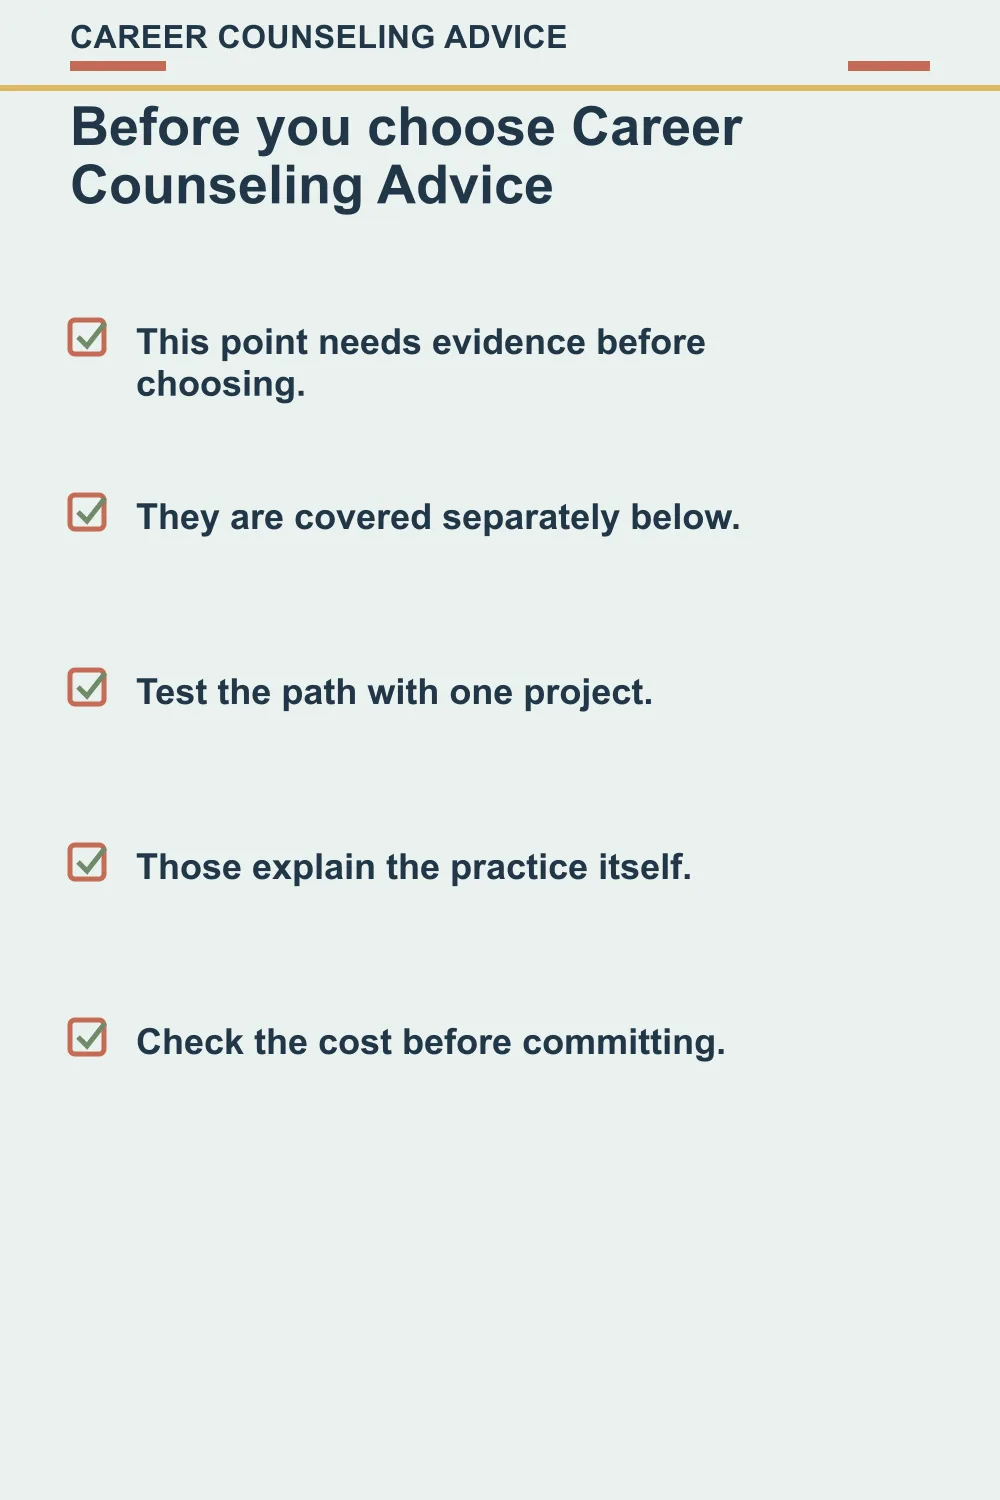 CAREER COUNSELING ADVICE
Before you choose Career
Counseling Advice
This point needs evidence before
choosing.
They are covered separately below.
Test the path with one project.
Those explain the practice itself.
Check the cost before committing.